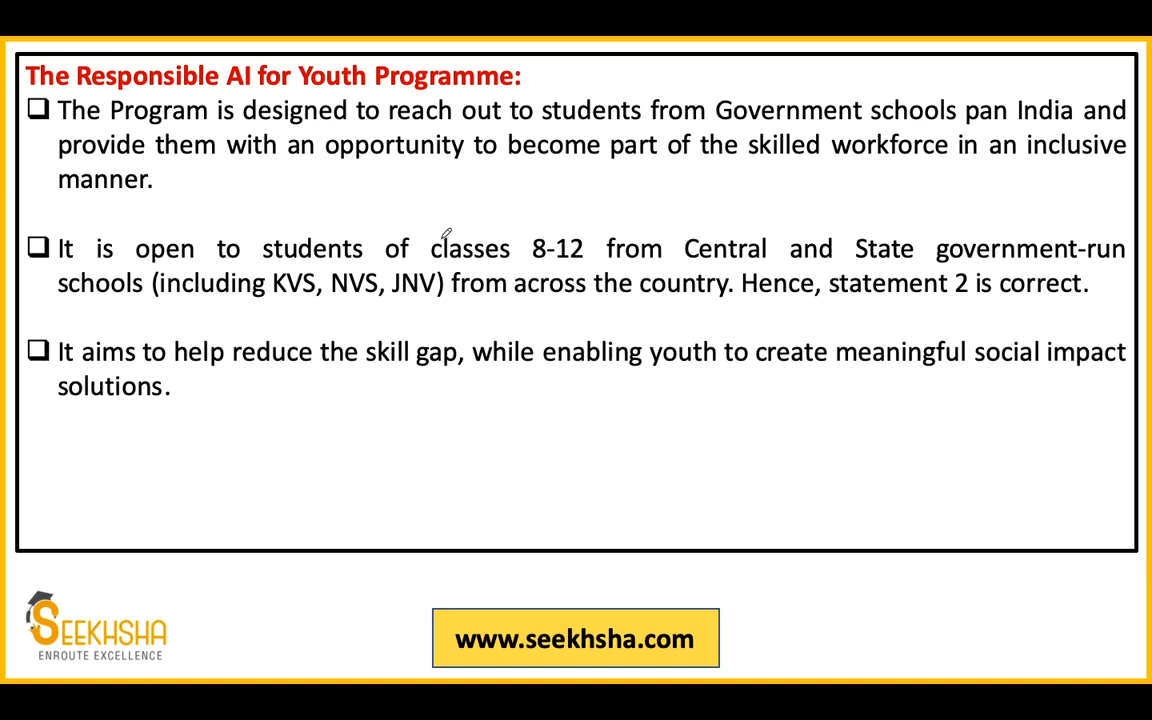 The Responsible AI for Youth Programme:
The Program is designed to reach out to students from Government schools pan India and
provide them with an opportunity to become part of the skilled workforce in an inclusive
manner.
It is open to students of classes 8-12 from Central and State government-run
schools (including KVS, NVS, JNV) from across the country. Hence, statement 2 is correct.
It aims to help reduce the skill gap, while enabling youth to create meaningful social impact
solutions.
SEEKHSHA
ENROUTE EXCELLENCE
www.seekhsha.com